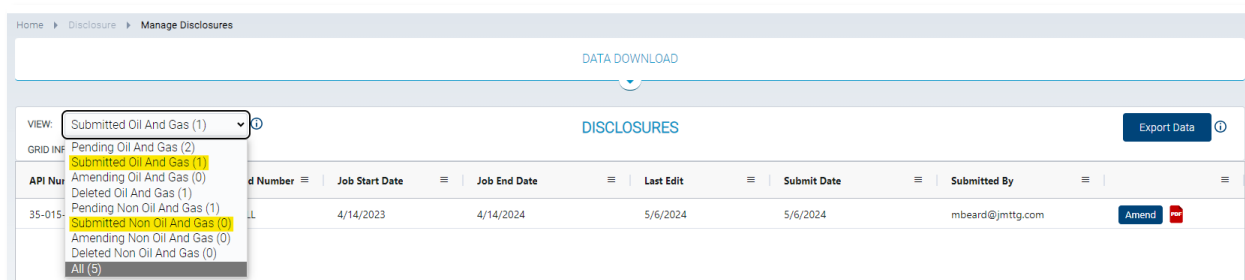 Home Disclosure Manage Disclosures
DATA DOWNLOAD
VIEW: Submitted Oil And Gas (1)
DISCLOSURES
Export Data
GRID INF
Pending Oil And Gas (2)
Submitted Oil And Gas (1)
Amending Oil And Gas (0)
Deleted Oil And Gas (1)
Pending Non Oil And Gas (1)
Submitted Non Oil And Gas (0)
Amending Non Oil And Gas (0)
Deleted Non Oil And Gas (0)
All (5)
API Nur d Number Job Start Date Job End Date Last Edit Submit Date Submitted By
35-015- LL 4/14/2023 4/14/2024 5/6/2024 5/6/2024 mbeard@jmttg.com Amend PDF